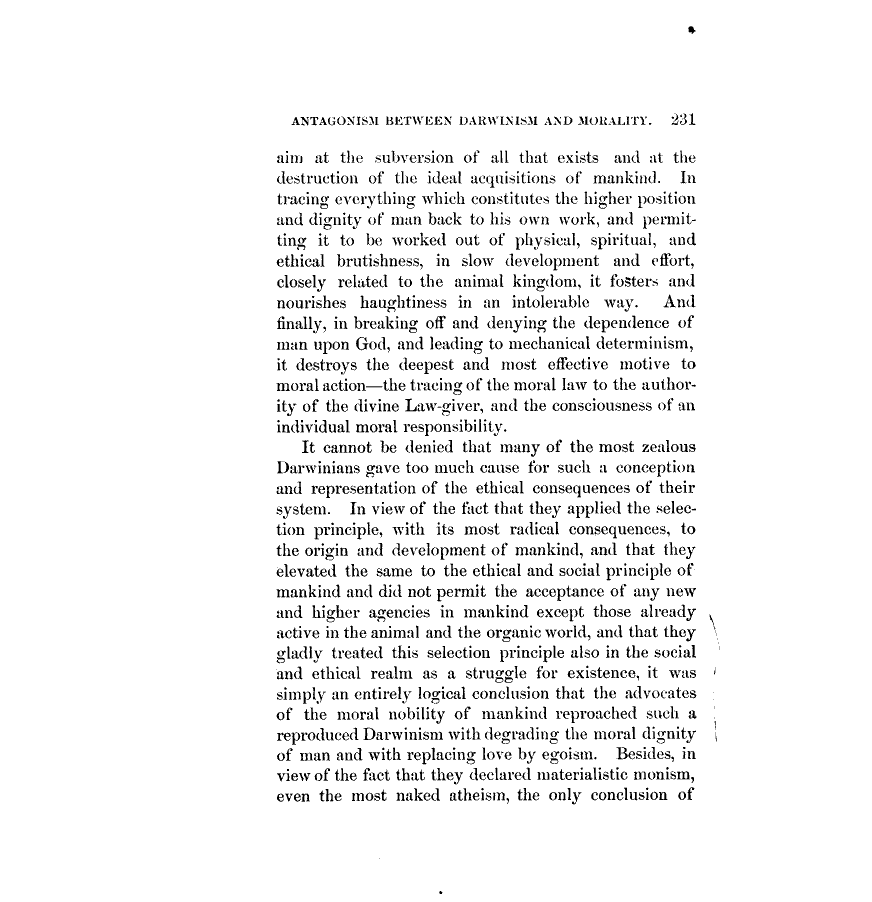 ANTAGONISM BETWEEN DARWINISM AND MORALITY. 231
aim at the subversion of all that exists and at the
destruction of the ideal acquisitions of mankind. In
tracing everything which constitutes the higher position
and dignity of man back to his own work, and permit-
ting it to be worked out of physical, spiritual, and
ethical brutishness, in slow development and effort,
closely related to the animal kingdom, it fosters and
nourishes haughtiness in an intolerable way. And
finally, in breaking off and denying the dependence of
man upon God, and leading to mechanical determinism,
it destroys the deepest and most effective motive to
moral action—the tracing of the moral law to the author-
ity of the divine Law-giver, and the consciousness of an
individual moral responsibility.
It cannot be denied that many of the most zealous
Darwinians gave too much cause for such a conception
and representation of the ethical consequences of their
system. In view of the fact that they applied the selec-
tion principle, with its most radical consequences, to
the origin and development of mankind, and that they
elevated the same to the ethical and social principle of
mankind and did not permit the acceptance of any new
and higher agencies in mankind except those already
active in the animal and the organic world, and that they
gladly treated this selection principle also in the social
and ethical realm as a struggle for existence, it was
simply an entirely logical conclusion that the advocates
of the moral nobility of mankind reproached such a
reproduced Darwinism with degrading the moral dignity
of man and with replacing love by egoism. Besides, in
view of the fact that they declared materialistic monism,
even the most naked atheism, the only conclusion of